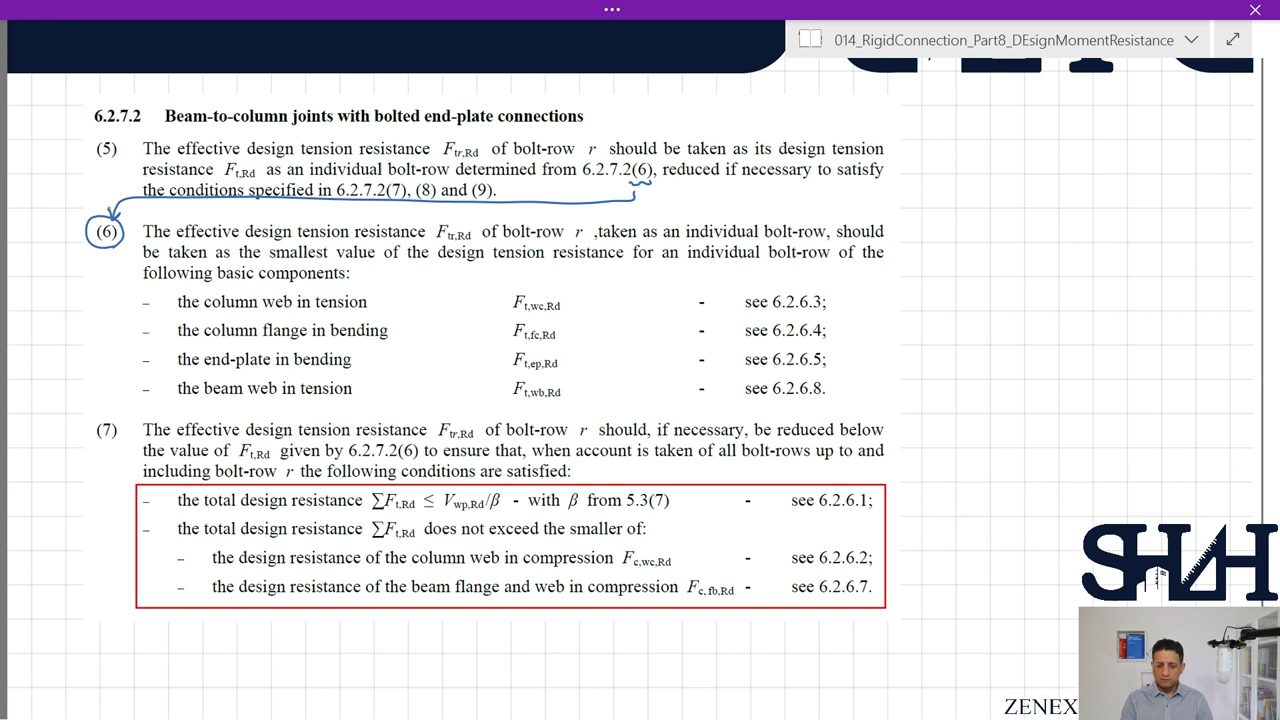 014_RigidConnection_Part8_DEsignMomentResistance
6.2.7.2 Beam-to-column joints with bolted end-plate connections
(5) The effective design tension resistance Ftr,Rd of bolt-row r should be taken as its design tension
resistance Ft,Rd as an individual bolt-row determined from 6.2.7.2(6), reduced if necessary to satisfy
the conditions specified in 6.2.7.2(7), (8) and (9).
(6) The effective design tension resistance Ftr,Rd of bolt-row r ,taken as an individual bolt-row, should
be taken as the smallest value of the design tension resistance for an individual bolt-row of the
following basic components:
– the column web in tension Ft,wc,Rd - see 6.2.6.3;
– the column flange in bending Ft,fc,Rd - see 6.2.6.4;
– the end-plate in bending Ft,ep,Rd - see 6.2.6.5;
– the beam web in tension Ft,wb,Rd - see 6.2.6.8.
(7) The effective design tension resistance Ftr,Rd of bolt-row r should, if necessary, be reduced below
the value of Ft,Rd given by 6.2.7.2(6) to ensure that, when account is taken of all bolt-rows up to and
including bolt-row r the following conditions are satisfied:
– the total design resistance ∑Ft,Rd ≤ Vwp,Rd/β - with β from 5.3(7) - see 6.2.6.1;
– the total design resistance ∑Ft,Rd does not exceed the smaller of:
– the design resistance of the column web in compression Fc,wc,Rd - see 6.2.6.2;
– the design resistance of the beam flange and web in compression Fc,fb,Rd - see 6.2.6.7.
ZENEX